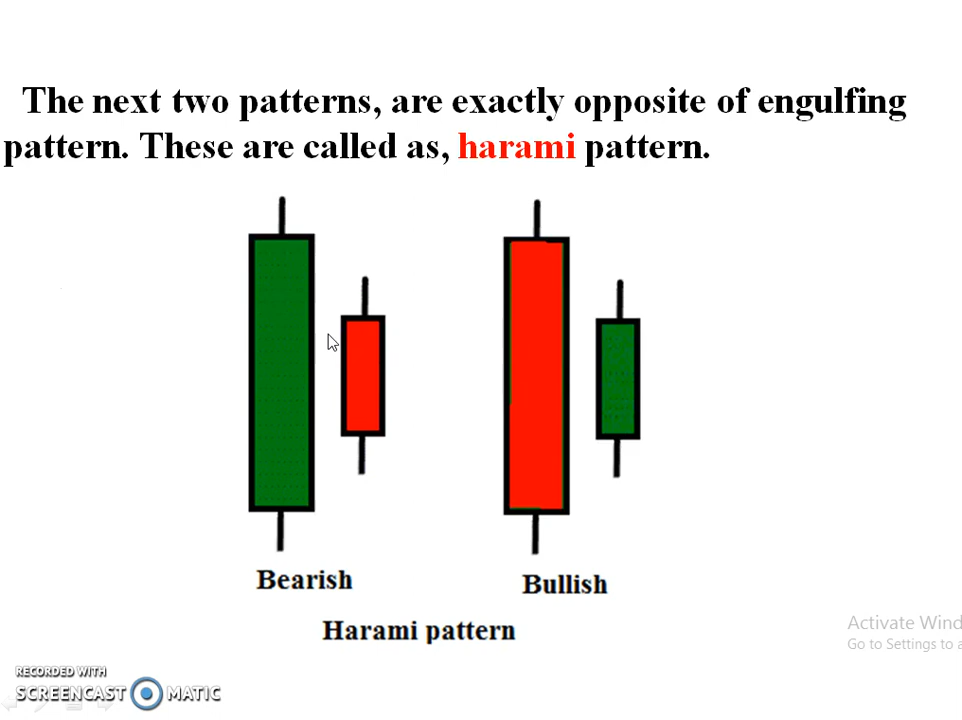 The next two patterns, are exactly opposite of engulfing
pattern. These are called as, harami pattern.
Bearish
Bullish
Harami pattern
Activate Wind
Go to Settings to a
RECORDED WITH
SCREENCAST MATIC